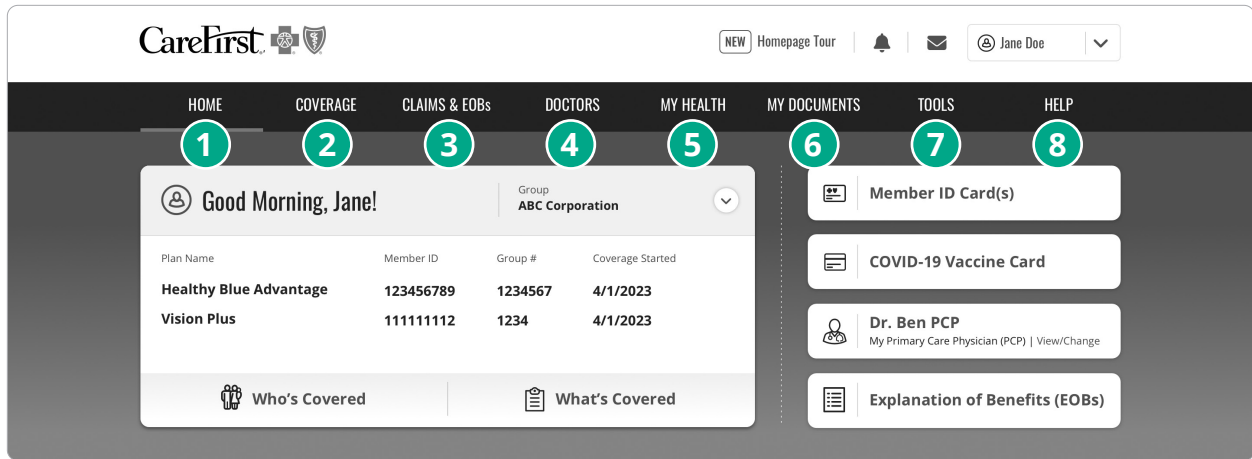 CareFirst
NEW Homepage Tour
Jane Doe
HOME COVERAGE CLAIMS & EOBs DOCTORS MY HEALTH MY DOCUMENTS TOOLS HELP
1 2 3 4 5 6 7 8
Good Morning, Jane!
Group
ABC Corporation
Plan Name Member ID Group # Coverage Started
Healthy Blue Advantage 123456789 1234567 4/1/2023
Vision Plus 111111112 1234 4/1/2023
Who's Covered
What's Covered
Member ID Card(s)
COVID-19 Vaccine Card
Dr. Ben PCP
My Primary Care Physician (PCP) | View/Change
Explanation of Benefits (EOBs)